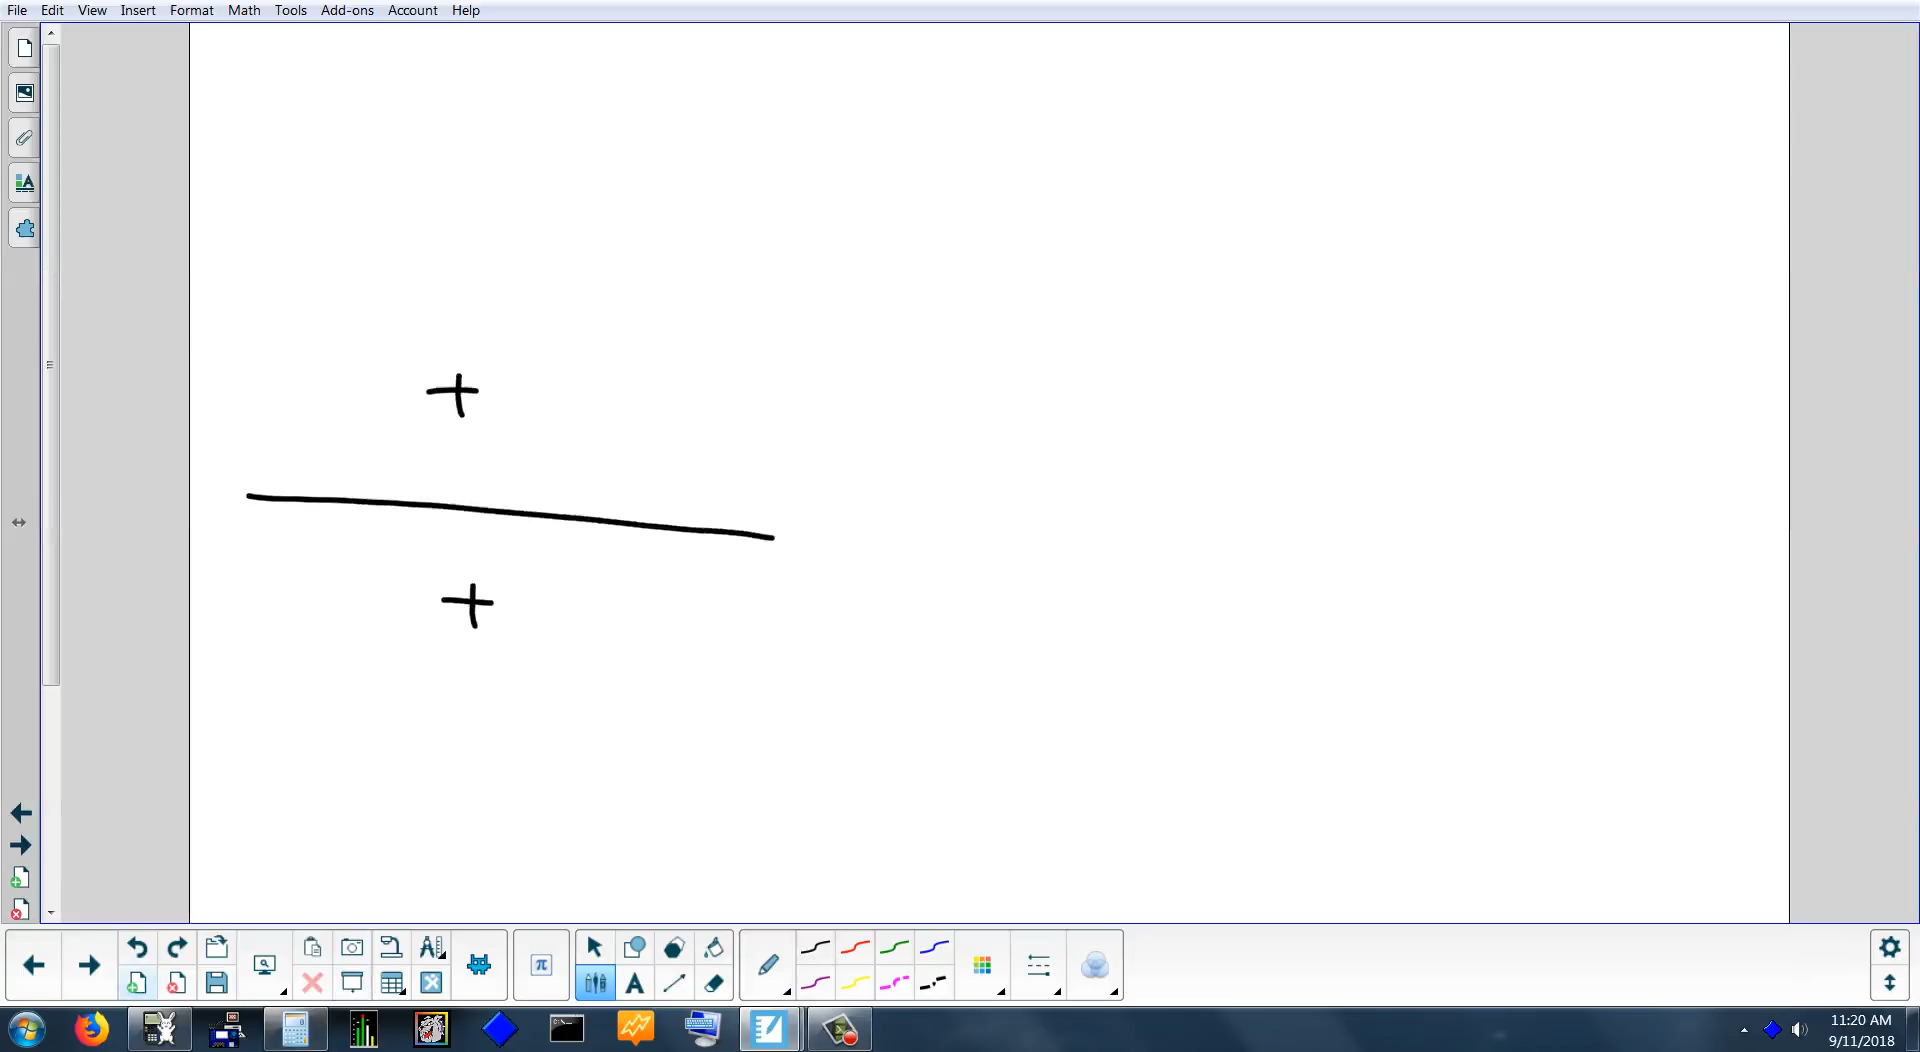 File Edit View Insert Format Math Tools Add-ons Account Help
+
+
11:20 AM
9/11/2018